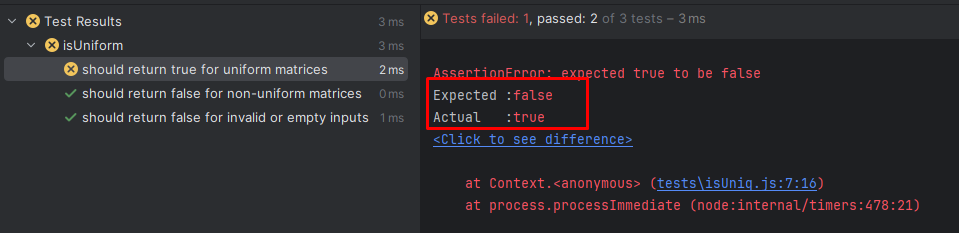 Test Results 3 ms
isUniform 3 ms
should return true for uniform matrices 2 ms
should return false for non-uniform matrices 0 ms
should return false for invalid or empty inputs 1 ms
Tests failed: 1, passed: 2 of 3 tests – 3 ms
AssertionError: expected true to be false
Expected :false
Actual   :true
<Click to see difference>
at Context.<anonymous> (tests\isUniq.js:7:16)
at process.processImmediate (node:internal/timers:478:21)